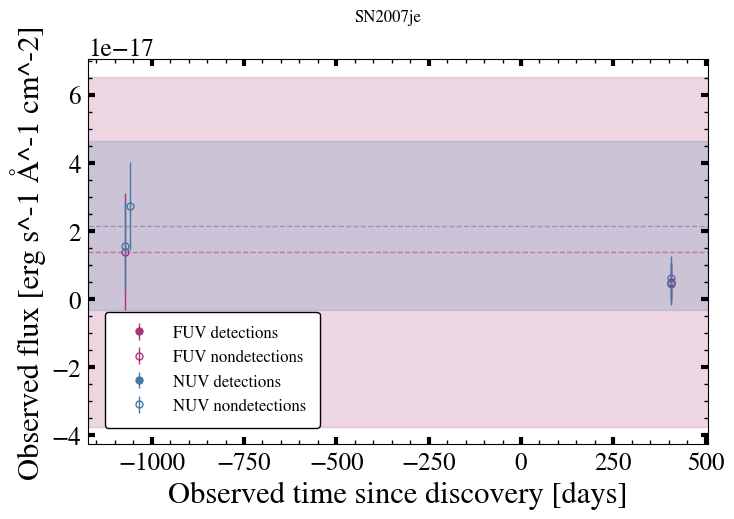 SN2007je
1e−17
Observed flux [erg s^-1 Å^-1 cm^-2]
6
4
2
0
−2
−4
FUV detections
FUV nondetections
NUV detections
NUV nondetections
−1000 −750 −500 −250 0 250 500
Observed time since discovery [days]